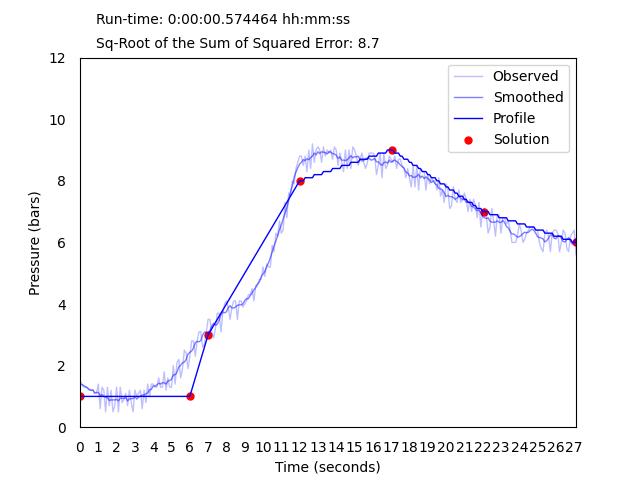 Run-time: 0:00:00.574464 hh:mm:ss
Sq-Root of the Sum of Squared Error: 8.7
12
10
8
6
4
2
0
Pressure (bars)
Observed
Smoothed
Profile
Solution
0 1 2 3 4 5 6 7 8 9 10 11 12 13 14 15 16 17 18 19 20 21 22 23 24 25 26 27
Time (seconds)